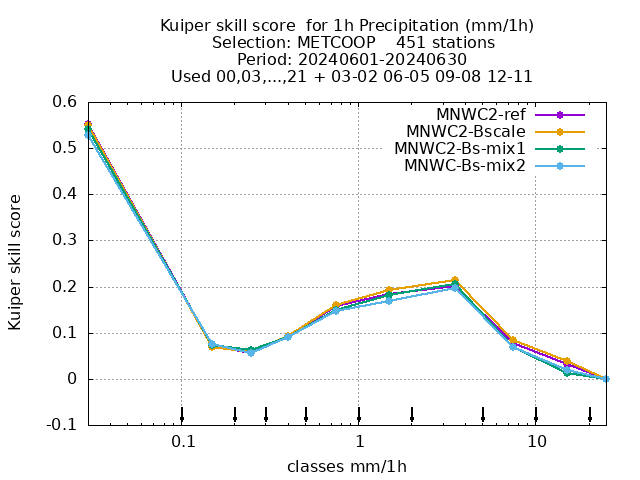 Kuiper skill score  for 1h Precipitation (mm/1h)
Selection: METCOOP    451 stations
Period: 20240601-20240630
Used 00,03,...,21 + 03-02 06-05 09-08 12-11
MNWC2-ref
MNWC2-Bscale
MNWC2-Bs-mix1
MNWC-Bs-mix2
Kuiper skill score
0.6
0.5
0.4
0.3
0.2
0.1
0
-0.1
0.1
1
10
classes mm/1h